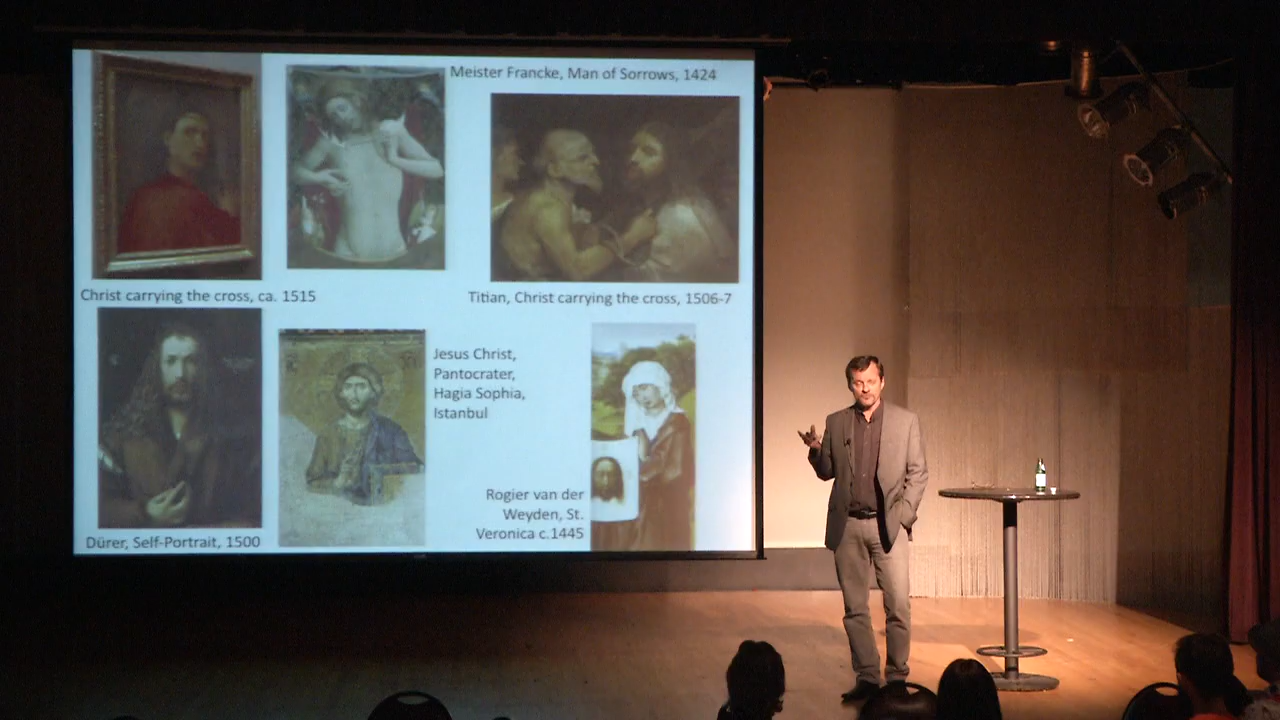 Meister Francke, Man of Sorrows, 1424
Christ carrying the cross, ca. 1515
Titian, Christ carrying the cross, 1506-7
Jesus Christ,
Pantocrater,
Hagia Sophia,
Istanbul
Rogier van der
Weyden, St.
Veronica c.1445
Dürer, Self-Portrait, 1500